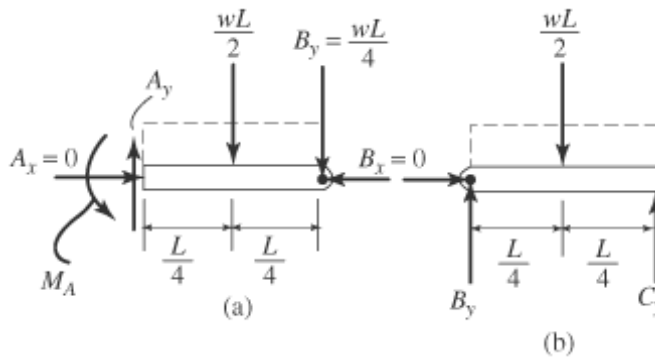 wL/2
B_y = wL/4
wL/2
A_y
A_x = 0
B_x = 0
L/4
L/4
L/4
L/4
M_A
B_y
C
(a)
(b)